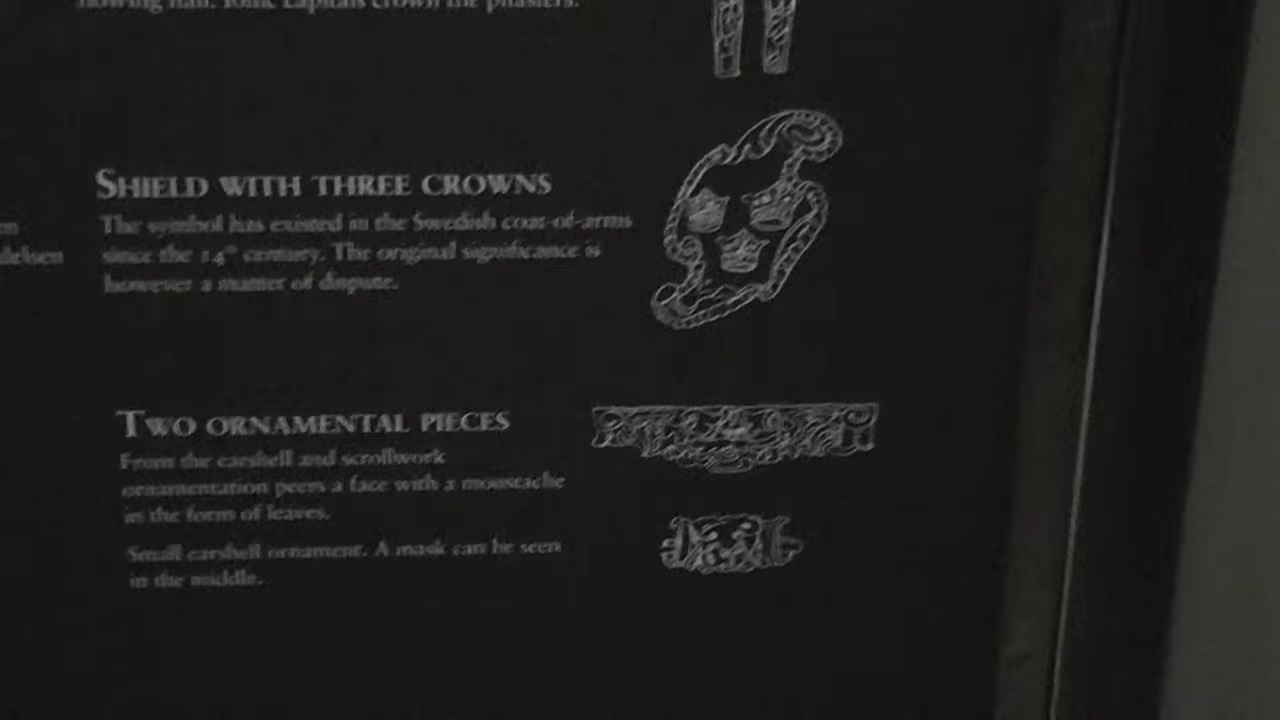 flowing hair. Ionic capitals crown the pilasters.
SHIELD WITH THREE CROWNS
The symbol has existed in the Swedish coat-of-arms
since the 14th century. The original significance is
however a matter of dispute.
delsen
TWO ORNAMENTAL PIECES
From the earshell and scrollwork
ornamentation peers a face with a moustache
in the form of leaves.
Small earshell ornament. A mask can be seen
in the middle.